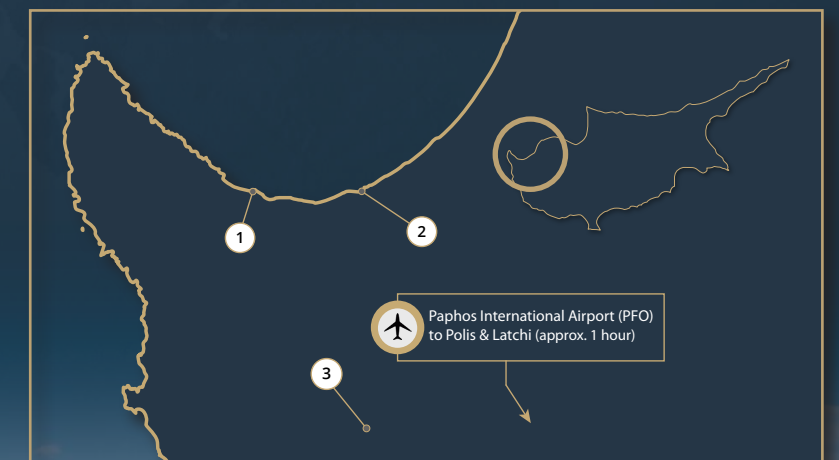 1
2
Paphos International Airport (PFO)
to Polis & Latchi (approx. 1 hour)
3